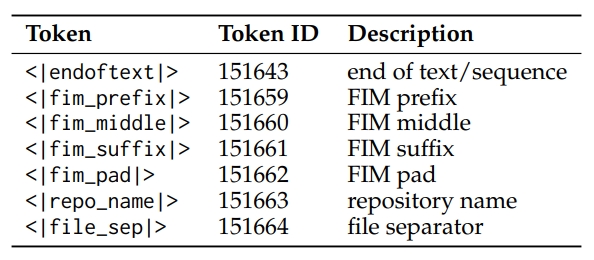 Token Token ID Description
<|endoftext|> 151643 end of text/sequence
<|fim_prefix|> 151659 FIM prefix
<|fim_middle|> 151660 FIM middle
<|fim_suffix|> 151661 FIM suffix
<|fim_pad|> 151662 FIM pad
<|repo_name|> 151663 repository name
<|file_sep|> 151664 file separator